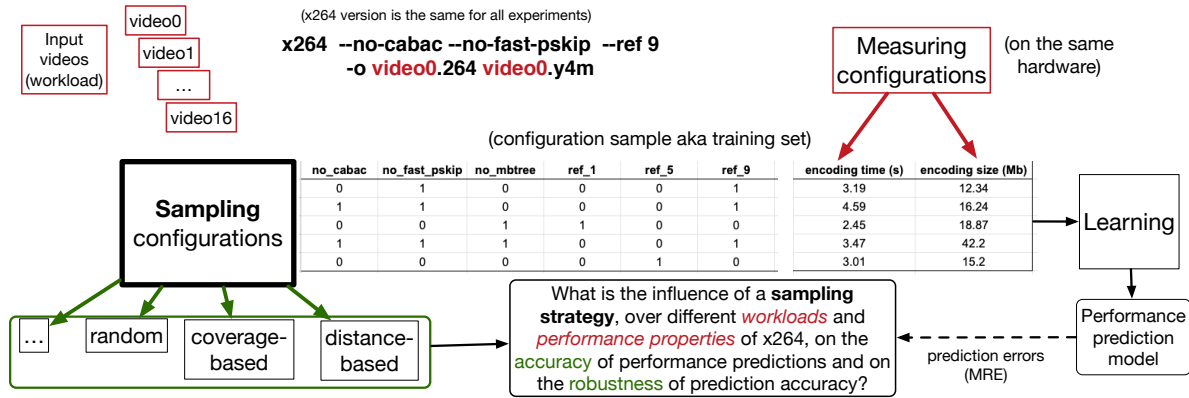 Input
videos
(workload)
video0
video1
...
video16
(x264 version is the same for all experiments)
x264 --no-cabac --no-fast-pskip --ref 9
-o video0.264 video0.y4m
Measuring
configurations
(on the same
hardware)
(configuration sample aka training set)
Sampling
configurations
no_cabac no_fast_pskip no_mbtree ref_1 ref_5 ref_9 encoding time (s) encoding size (Mb)
0 1 0 0 0 1 3.19 12.34
1 1 0 0 0 1 4.59 16.24
0 0 1 1 0 0 2.45 18.87
1 1 1 0 0 1 3.47 42.2
0 0 0 0 1 0 3.01 15.2
Learning
... random coverage-
based distance-
based
What is the influence of a sampling
strategy, over different workloads and
performance properties of x264, on the
accuracy of performance predictions and on
the robustness of prediction accuracy?
prediction errors
(MRE)
Performance
prediction
model